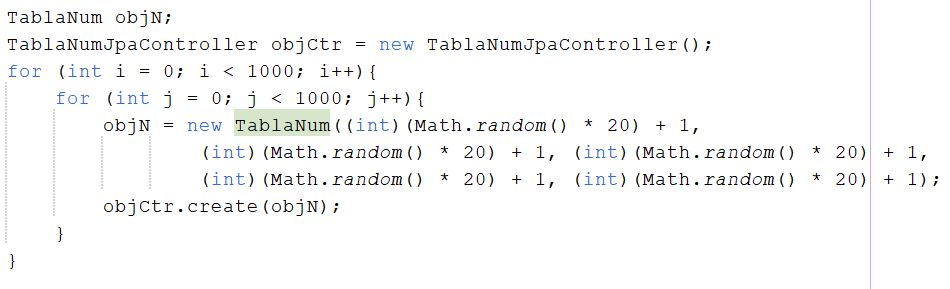 TablaNum objN;
TablaNumJpaController objCtr = new TablaNumJpaController();
for (int i = 0; i < 1000; i++){
    for (int j = 0; j < 1000; j++){
        objN = new TablaNum((int)(Math.random() * 20) + 1,
                (int)(Math.random() * 20) + 1, (int)(Math.random() * 20) + 1,
                (int)(Math.random() * 20) + 1, (int)(Math.random() * 20) + 1);
        objCtr.create(objN);
    }
}